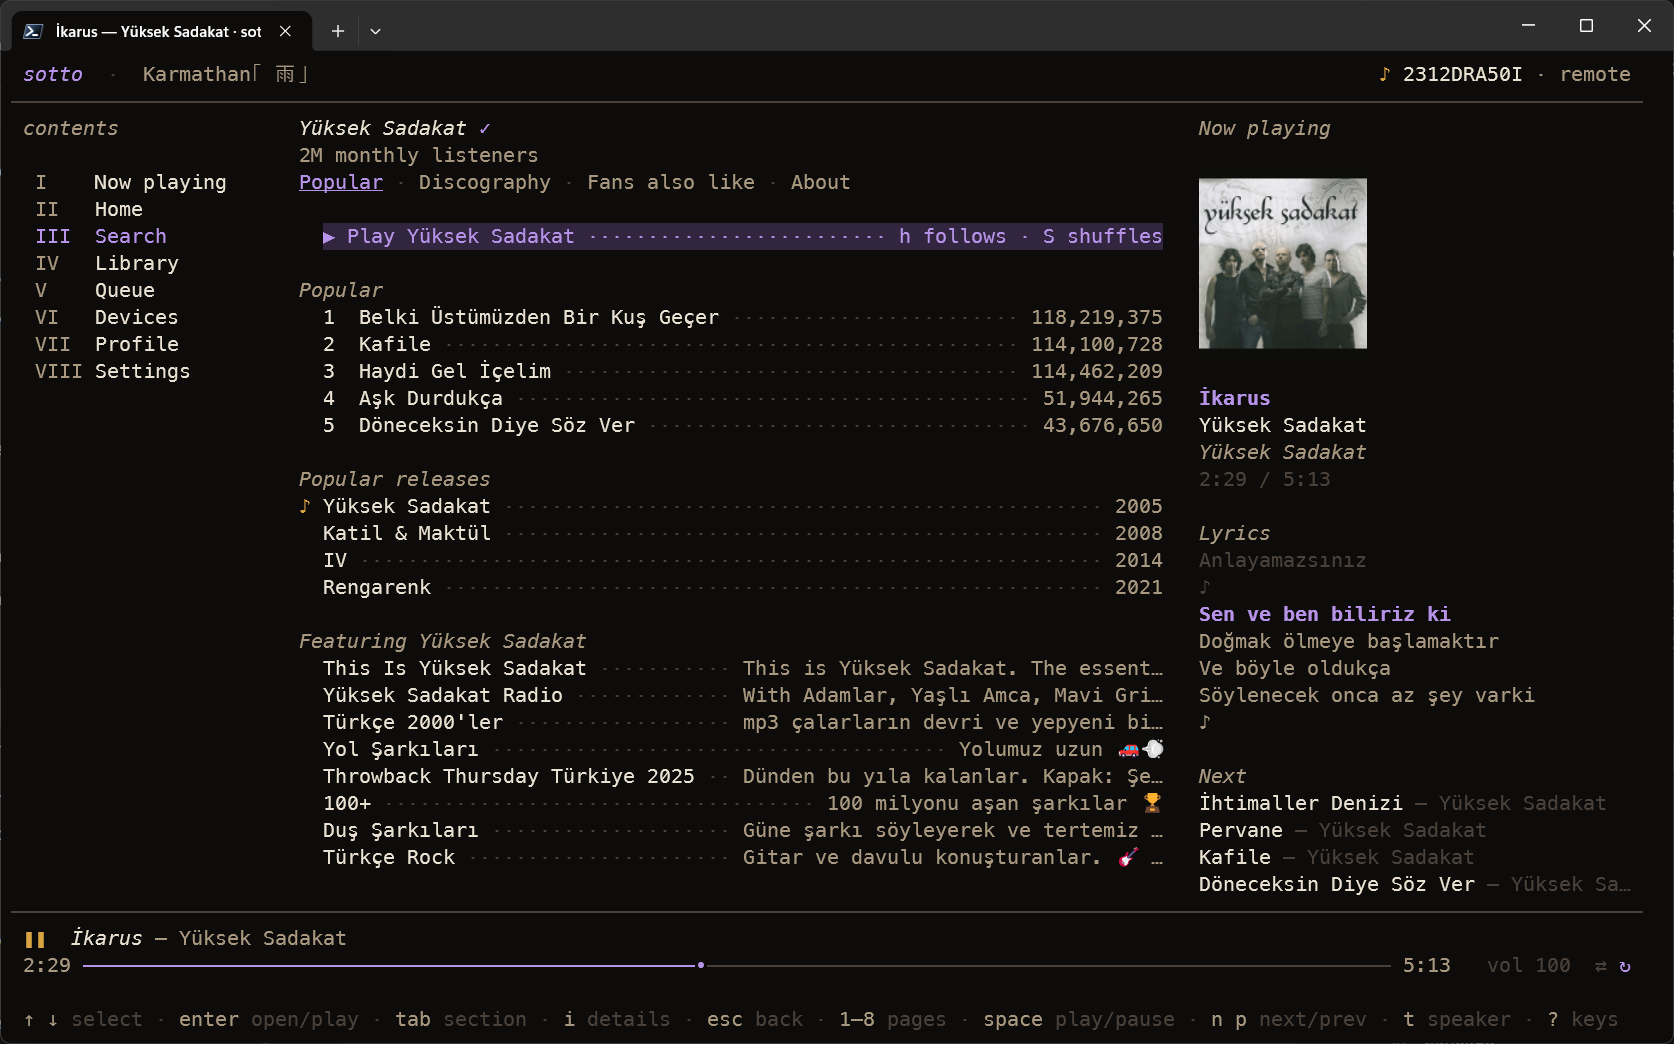 İkarus — Yüksek Sadakat · sot
sotto · Karmathan「 雨」
♪ 2312DRA50I · remote
contents
I Now playing
II Home
III Search
IV Library
V Queue
VI Devices
VII Profile
VIII Settings
Yüksek Sadakat ✓
2M monthly listeners
Popular · Discography · Fans also like · About
▶ Play Yüksek Sadakat ························· h follows · S shuffles
Popular
1 Belki Üstümüzden Bir Kuş Geçer ························ 118,219,375
2 Kafile ················································ 114,100,728
3 Haydi Gel İçelim ······································ 114,462,209
4 Aşk Durdukça ··········································· 51,944,265
5 Döneceksin Diye Söz Ver ································ 43,676,650
Popular releases
♪ Yüksek Sadakat ·················································· 2005
Katil & Maktül ·················································· 2008
IV ······························································ 2014
Rengarenk ······················································· 2021
Featuring Yüksek Sadakat
This Is Yüksek Sadakat ··········· This is Yüksek Sadakat. The essent…
Yüksek Sadakat Radio ············· With Adamlar, Yaşlı Amca, Mavi Gri…
Türkçe 2000'ler ·················· mp3 çalarların devri ve yepyeni bi…
Yol Şarkıları ······································ Yolumuz uzun 🚗💨
Throwback Thursday Türkiye 2025 ·· Dünden bu yıla kalanlar. Kapak: Şe…
100+ ···································· 100 milyonu aşan şarkılar 🏆
Duş Şarkıları ···················· Güne şarkı söyleyerek ve tertemiz …
Türkçe Rock ······················ Gitar ve davulu konuşturanlar. 🎸 …
Now playing
yüksek sadakat
İkarus
Yüksek Sadakat
Yüksek Sadakat
2:29 / 5:13
Lyrics
Anlayamazsınız
♪
Sen ve ben biliriz ki
Doğmak ölmeye başlamaktır
Ve böyle oldukça
Söylenecek onca az şey varki
♪
Next
İhtimaller Denizi — Yüksek Sadakat
Pervane — Yüksek Sadakat
Kafile — Yüksek Sadakat
Döneceksin Diye Söz Ver — Yüksek Sa…
İkarus — Yüksek Sadakat
2:29 5:13 vol 100 ⇄ ↻
↑ ↓ select · enter open/play · tab section · i details · esc back · 1–8 pages · space play/pause · n p next/prev · t speaker · ? keys